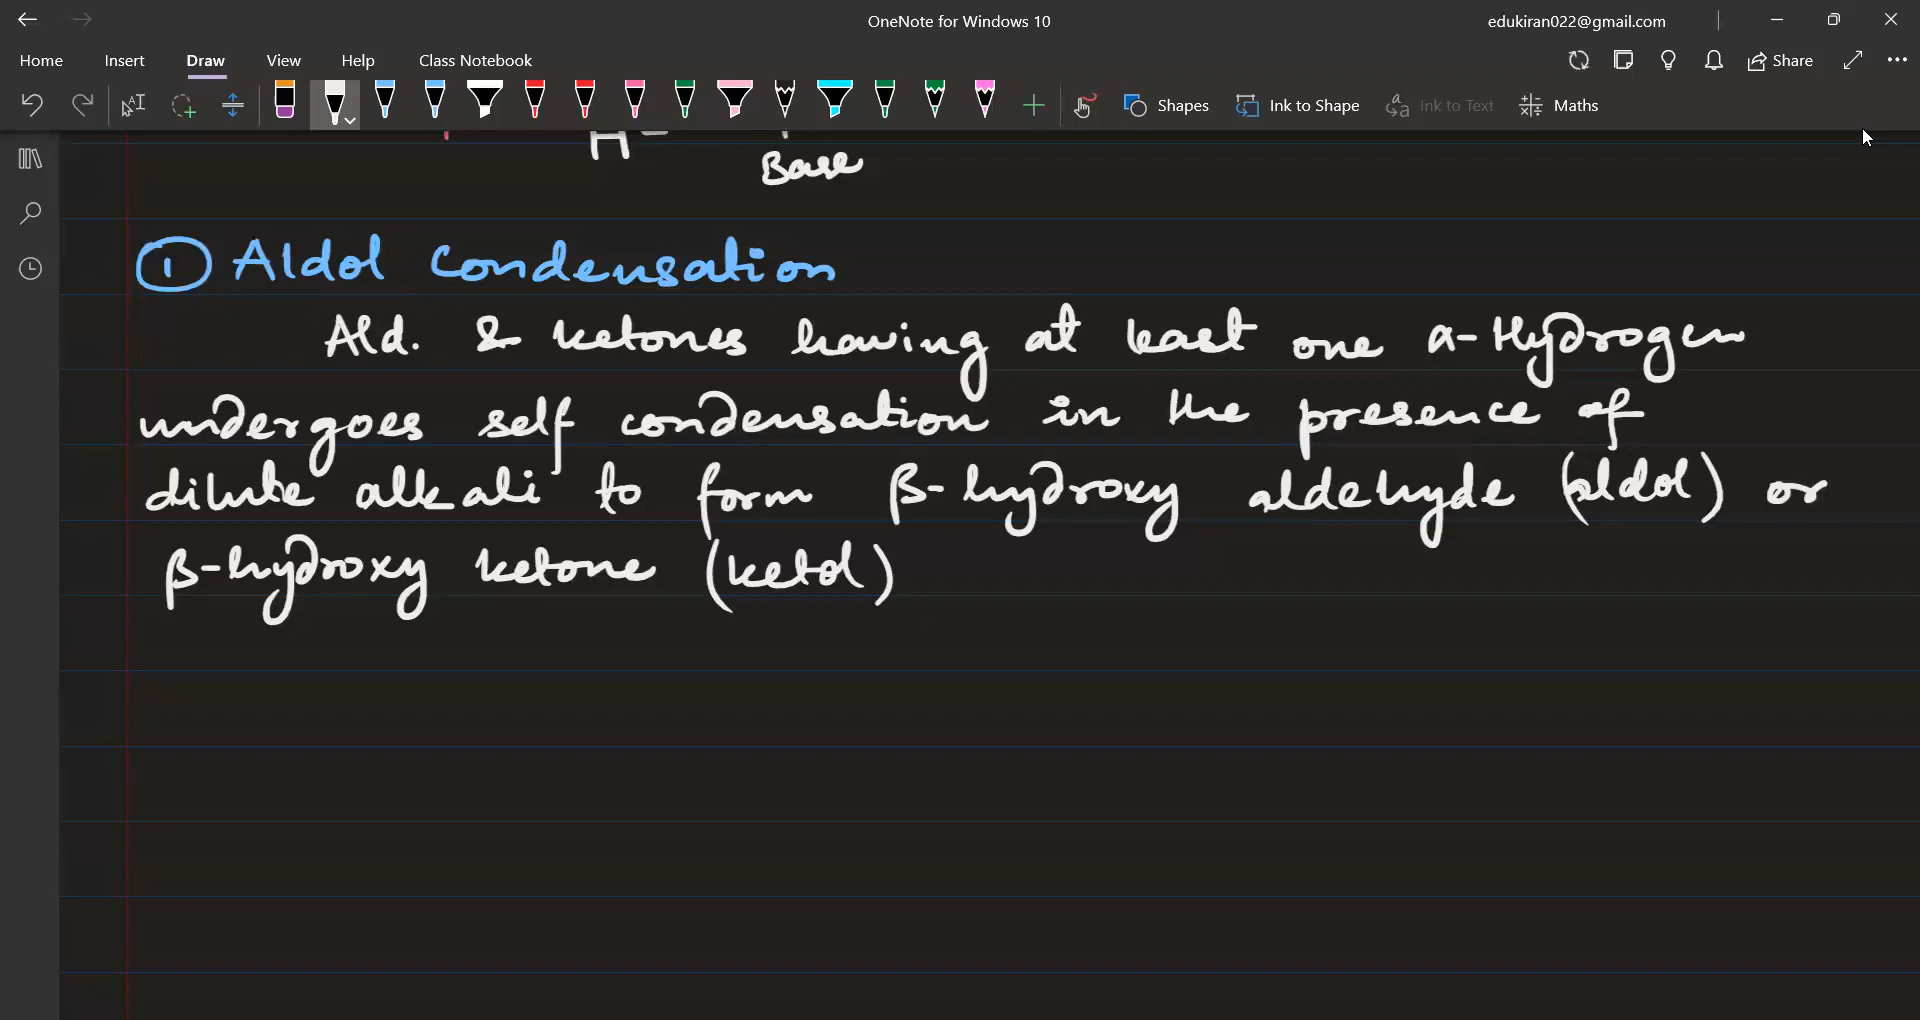 OneNote for Windows 10
edukiran022@gmail.com
Home Insert Draw View Help Class Notebook
Share
Shapes Ink to Shape Ink to Text Maths
H
Base
① Aldol Condensation
Ald. & ketones having at least one α-Hydrogen
undergoes self condensation in the presence of
dilute alkali to form β-hydroxy aldehyde (aldol) or
β-hydroxy ketone (ketol)